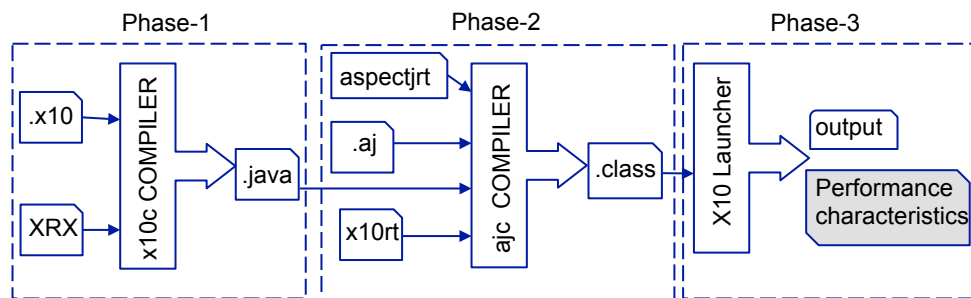 Phase-1
Phase-2
Phase-3
.x10
XRX
x10c COMPILER
.java
aspectjrt
.aj
x10rt
ajc COMPILER
.class
X10 Launcher
output
Performance
characteristics